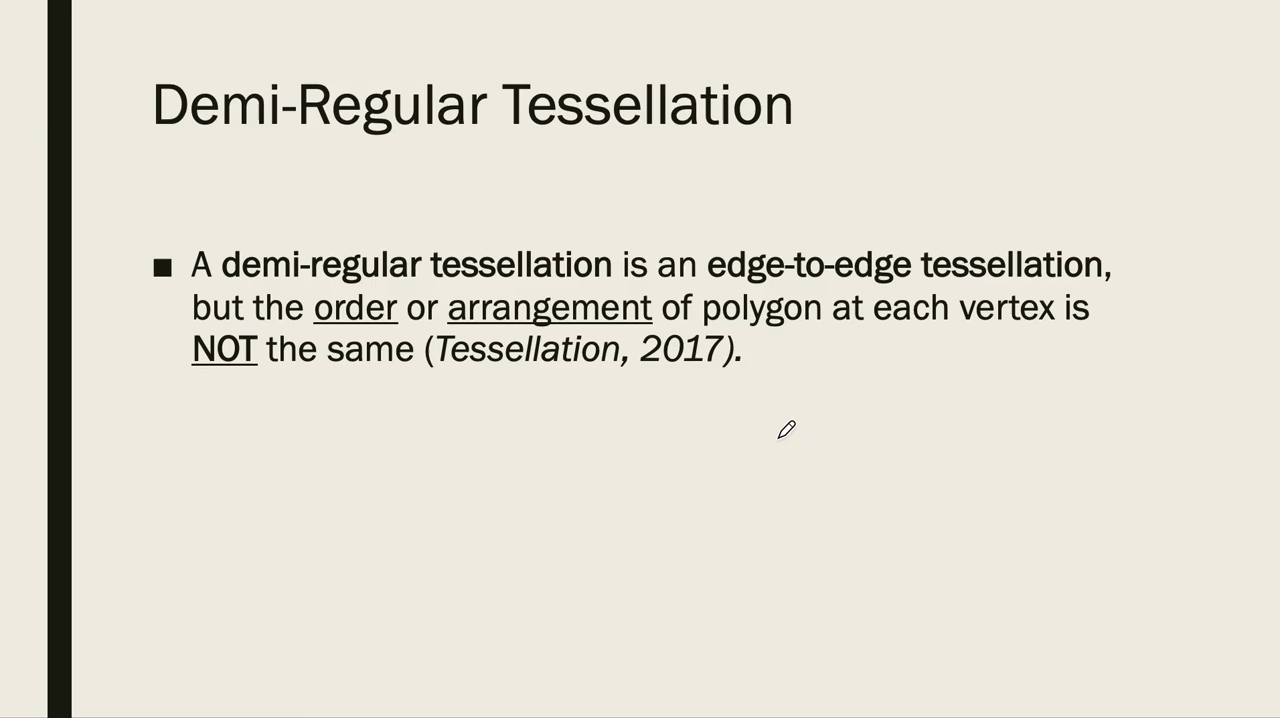 Demi-Regular Tessellation
■ A demi-regular tessellation is an edge-to-edge tessellation,
but the order or arrangement of polygon at each vertex is
NOT the same (Tessellation, 2017).